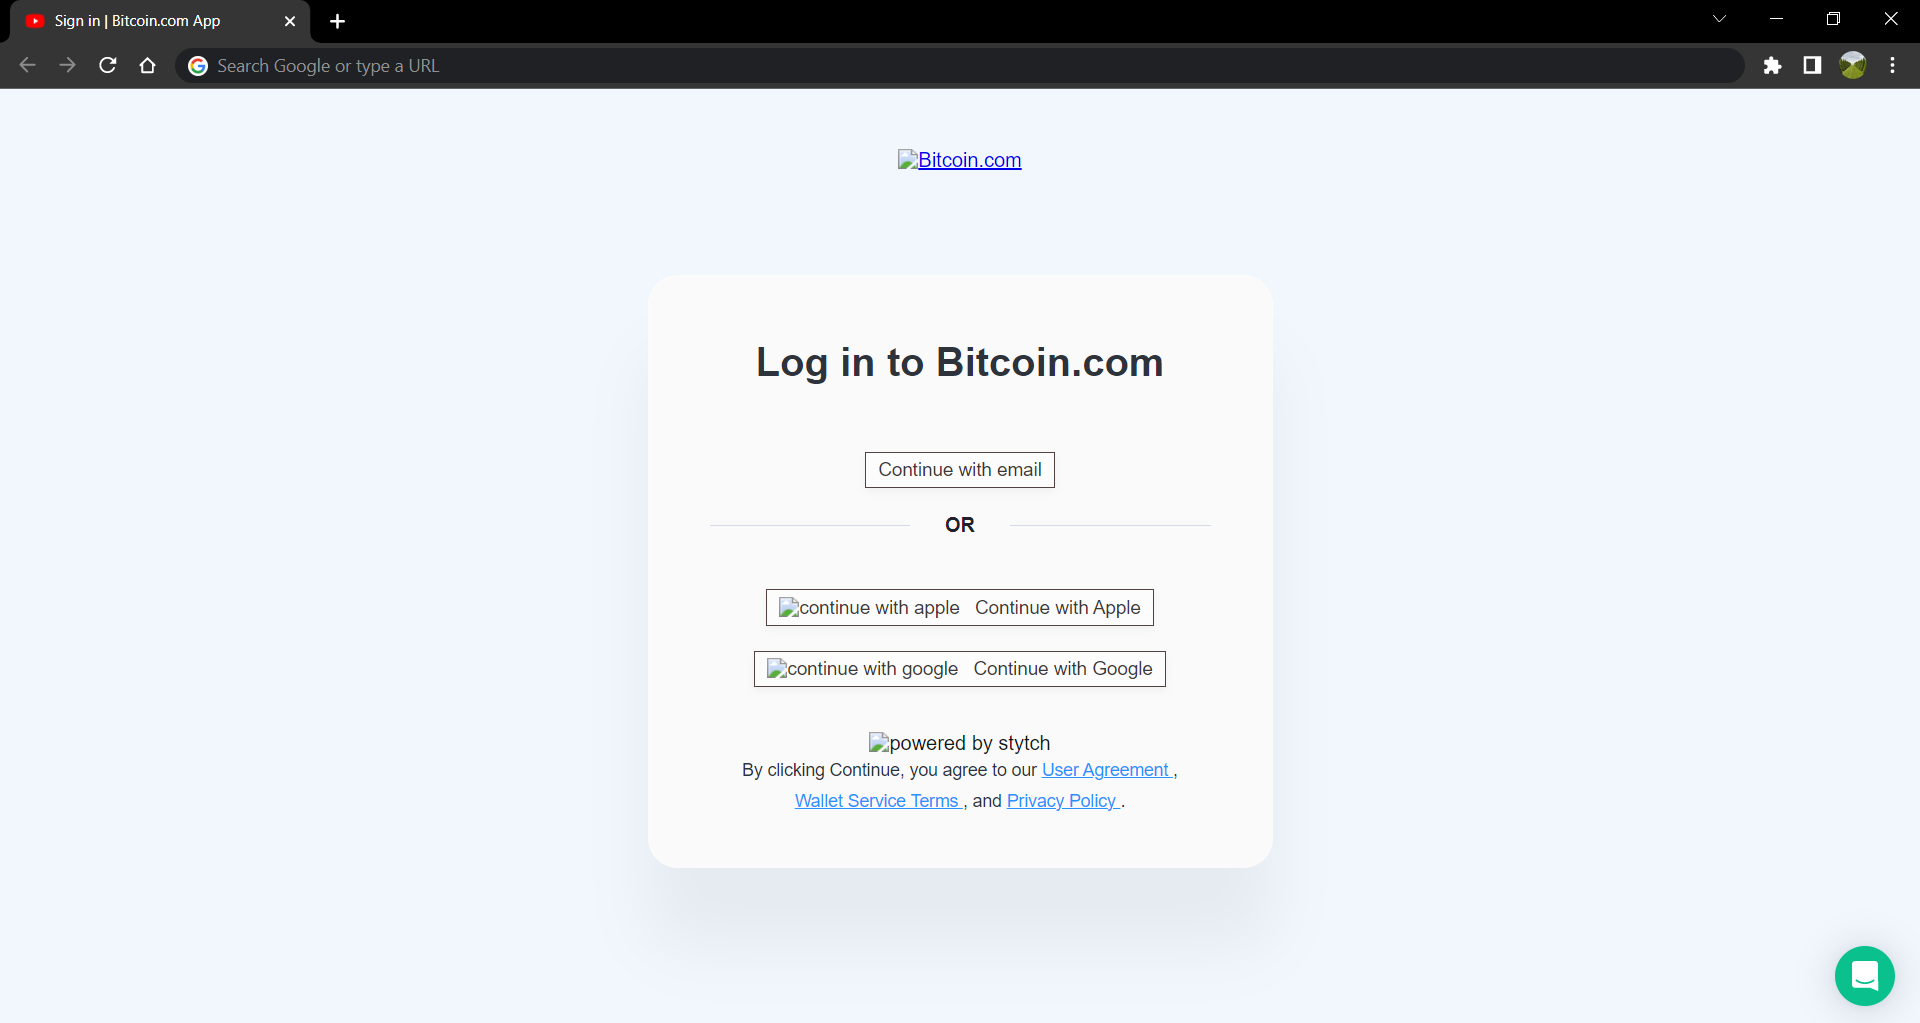 Sign in | Bitcoin.com App
Search Google or type a URL
Bitcoin.com
Log in to Bitcoin.com
Continue with email
OR
continue with apple Continue with Apple
continue with google Continue with Google
powered by stytch
By clicking Continue, you agree to our User Agreement ,
Wallet Service Terms , and Privacy Policy .